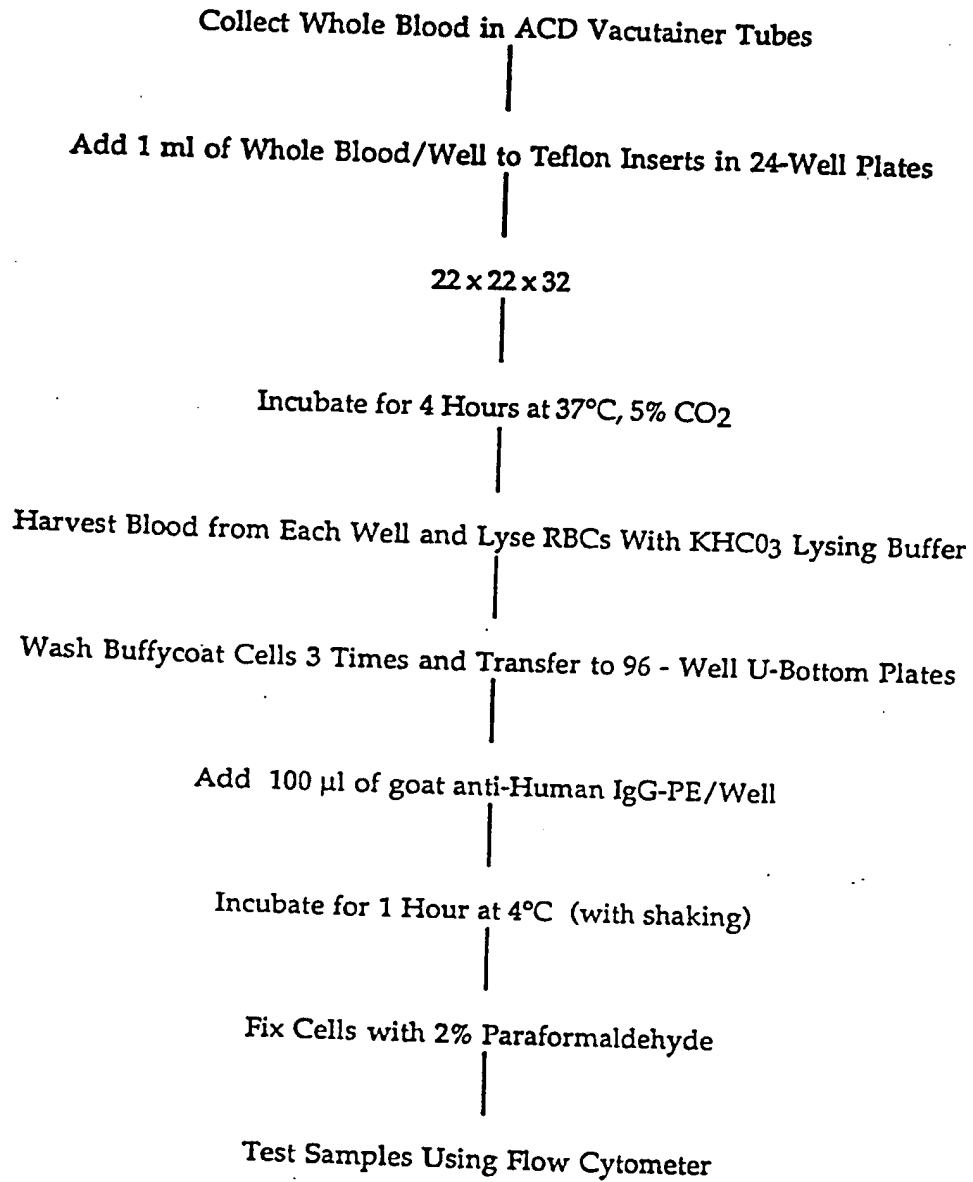 Collect Whole Blood in ACD Vacutainer Tubes
Add 1 ml of Whole Blood/Well to Teflon Inserts in 24-Well Plates
22 x 22 x 32
Incubate for 4 Hours at 37°C, 5% CO2
Harvest Blood from Each Well and Lyse RBCs With KHC03 Lysing Buffer
Wash Buffycoat Cells 3 Times and Transfer to 96 - Well U-Bottom Plates
Add 100 µl of goat anti-Human IgG-PE/Well
Incubate for 1 Hour at 4°C (with shaking)
Fix Cells with 2% Paraformaldehyde
Test Samples Using Flow Cytometer